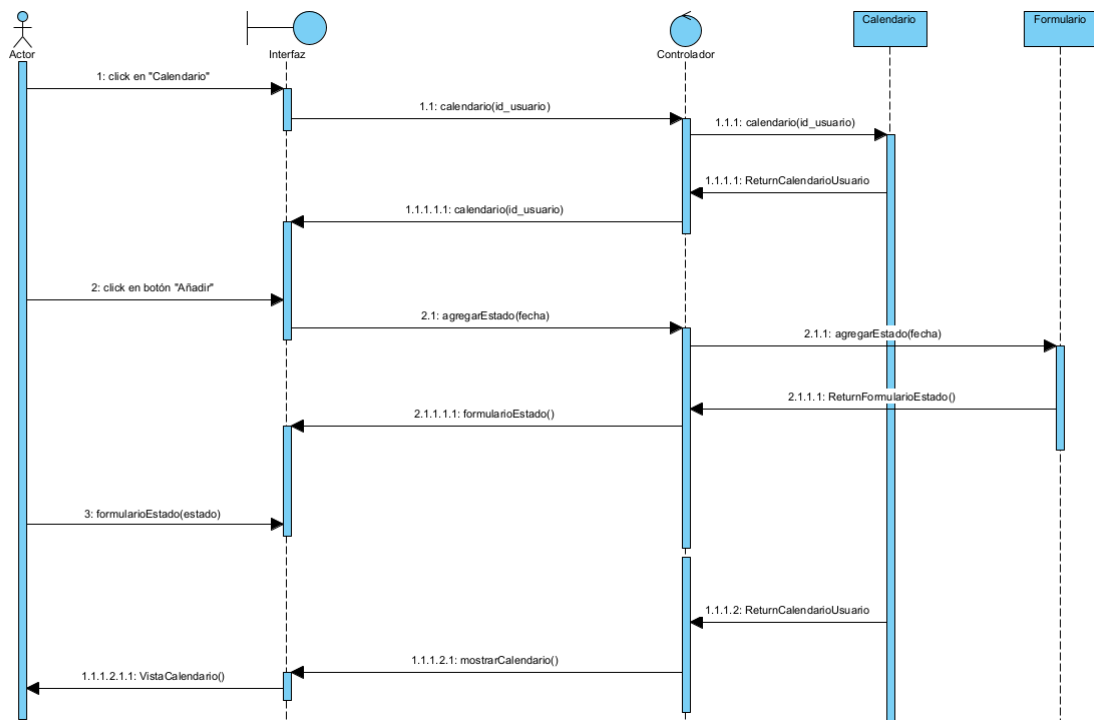 Calendario
Formulario
Actor
Interfaz
Controlador
1: click en "Calendario"
1.1: calendario(id_usuario)
1.1.1: calendario(id_usuario)
1.1.1.1: ReturnCalendarioUsuario
1.1.1.1.1: calendario(id_usuario)
2: click en botón "Añadir"
2.1: agregarEstado(fecha)
2.1.1: agregarEstado(fecha)
2.1.1.1: ReturnFormularioEstado()
2.1.1.1.1: formularioEstado()
3: formularioEstado(estado)
1.1.1.2: ReturnCalendarioUsuario
1.1.1.2.1: mostrarCalendario()
1.1.1.2.1.1: VistaCalendario()